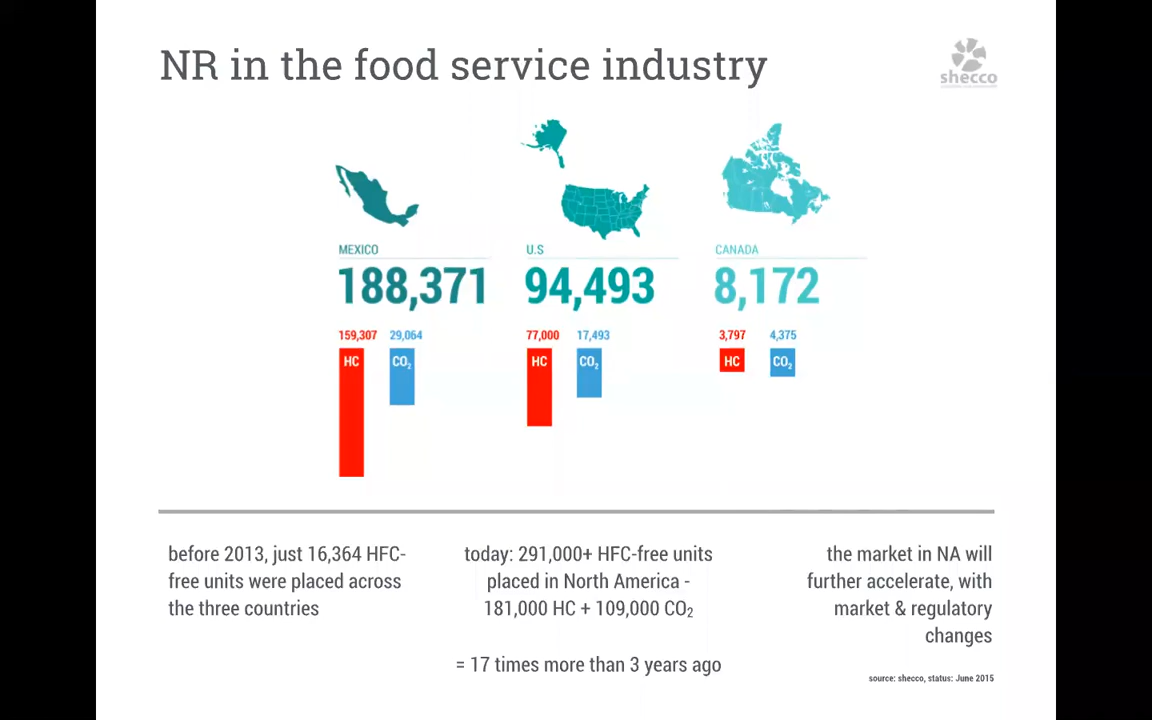 NR in the food service industry
shecco
MEXICO
188,371
159,307 29,064
HC CO₂
U.S
94,493
77,000 17,493
HC CO₂
CANADA
8,172
3,797 4,375
HC CO₂
before 2013, just 16,364 HFC-
free units were placed across
the three countries
today: 291,000+ HFC-free units
placed in North America -
181,000 HC + 109,000 CO₂
= 17 times more than 3 years ago
the market in NA will
further accelerate, with
market & regulatory
changes
source: shecco, status: June 2015